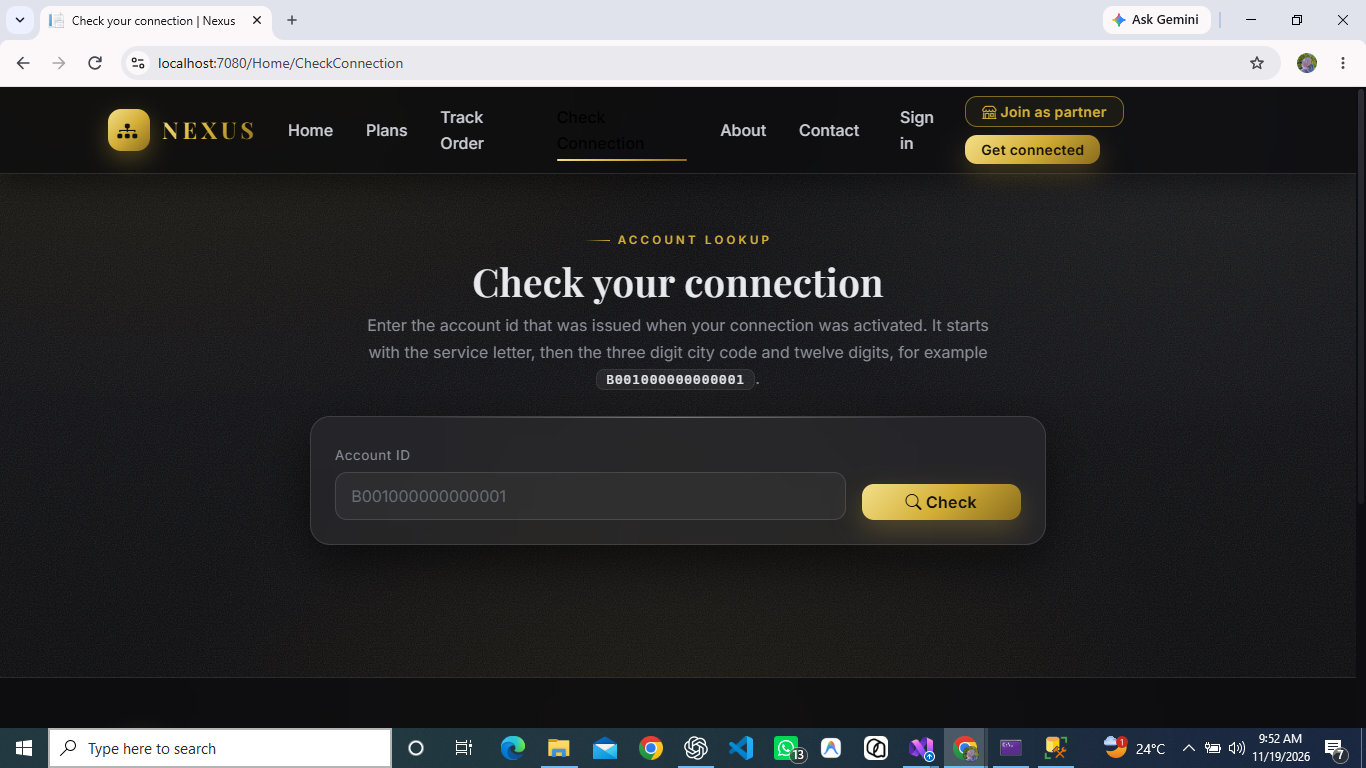 Check your connection | Nexus
Ask Gemini
localhost:7080/Home/CheckConnection
NEXUS
Home
Plans
Track
Order
Check
Connection
About
Contact
Sign
in
Join as partner
Get connected
ACCOUNT LOOKUP
Check your connection
Enter the account id that was issued when your connection was activated. It starts
with the service letter, then the three digit city code and twelve digits, for example
B001000000000001.
Account ID
B001000000000001
Check
Type here to search
13
1
24°C
9:52 AM
11/19/2026
7